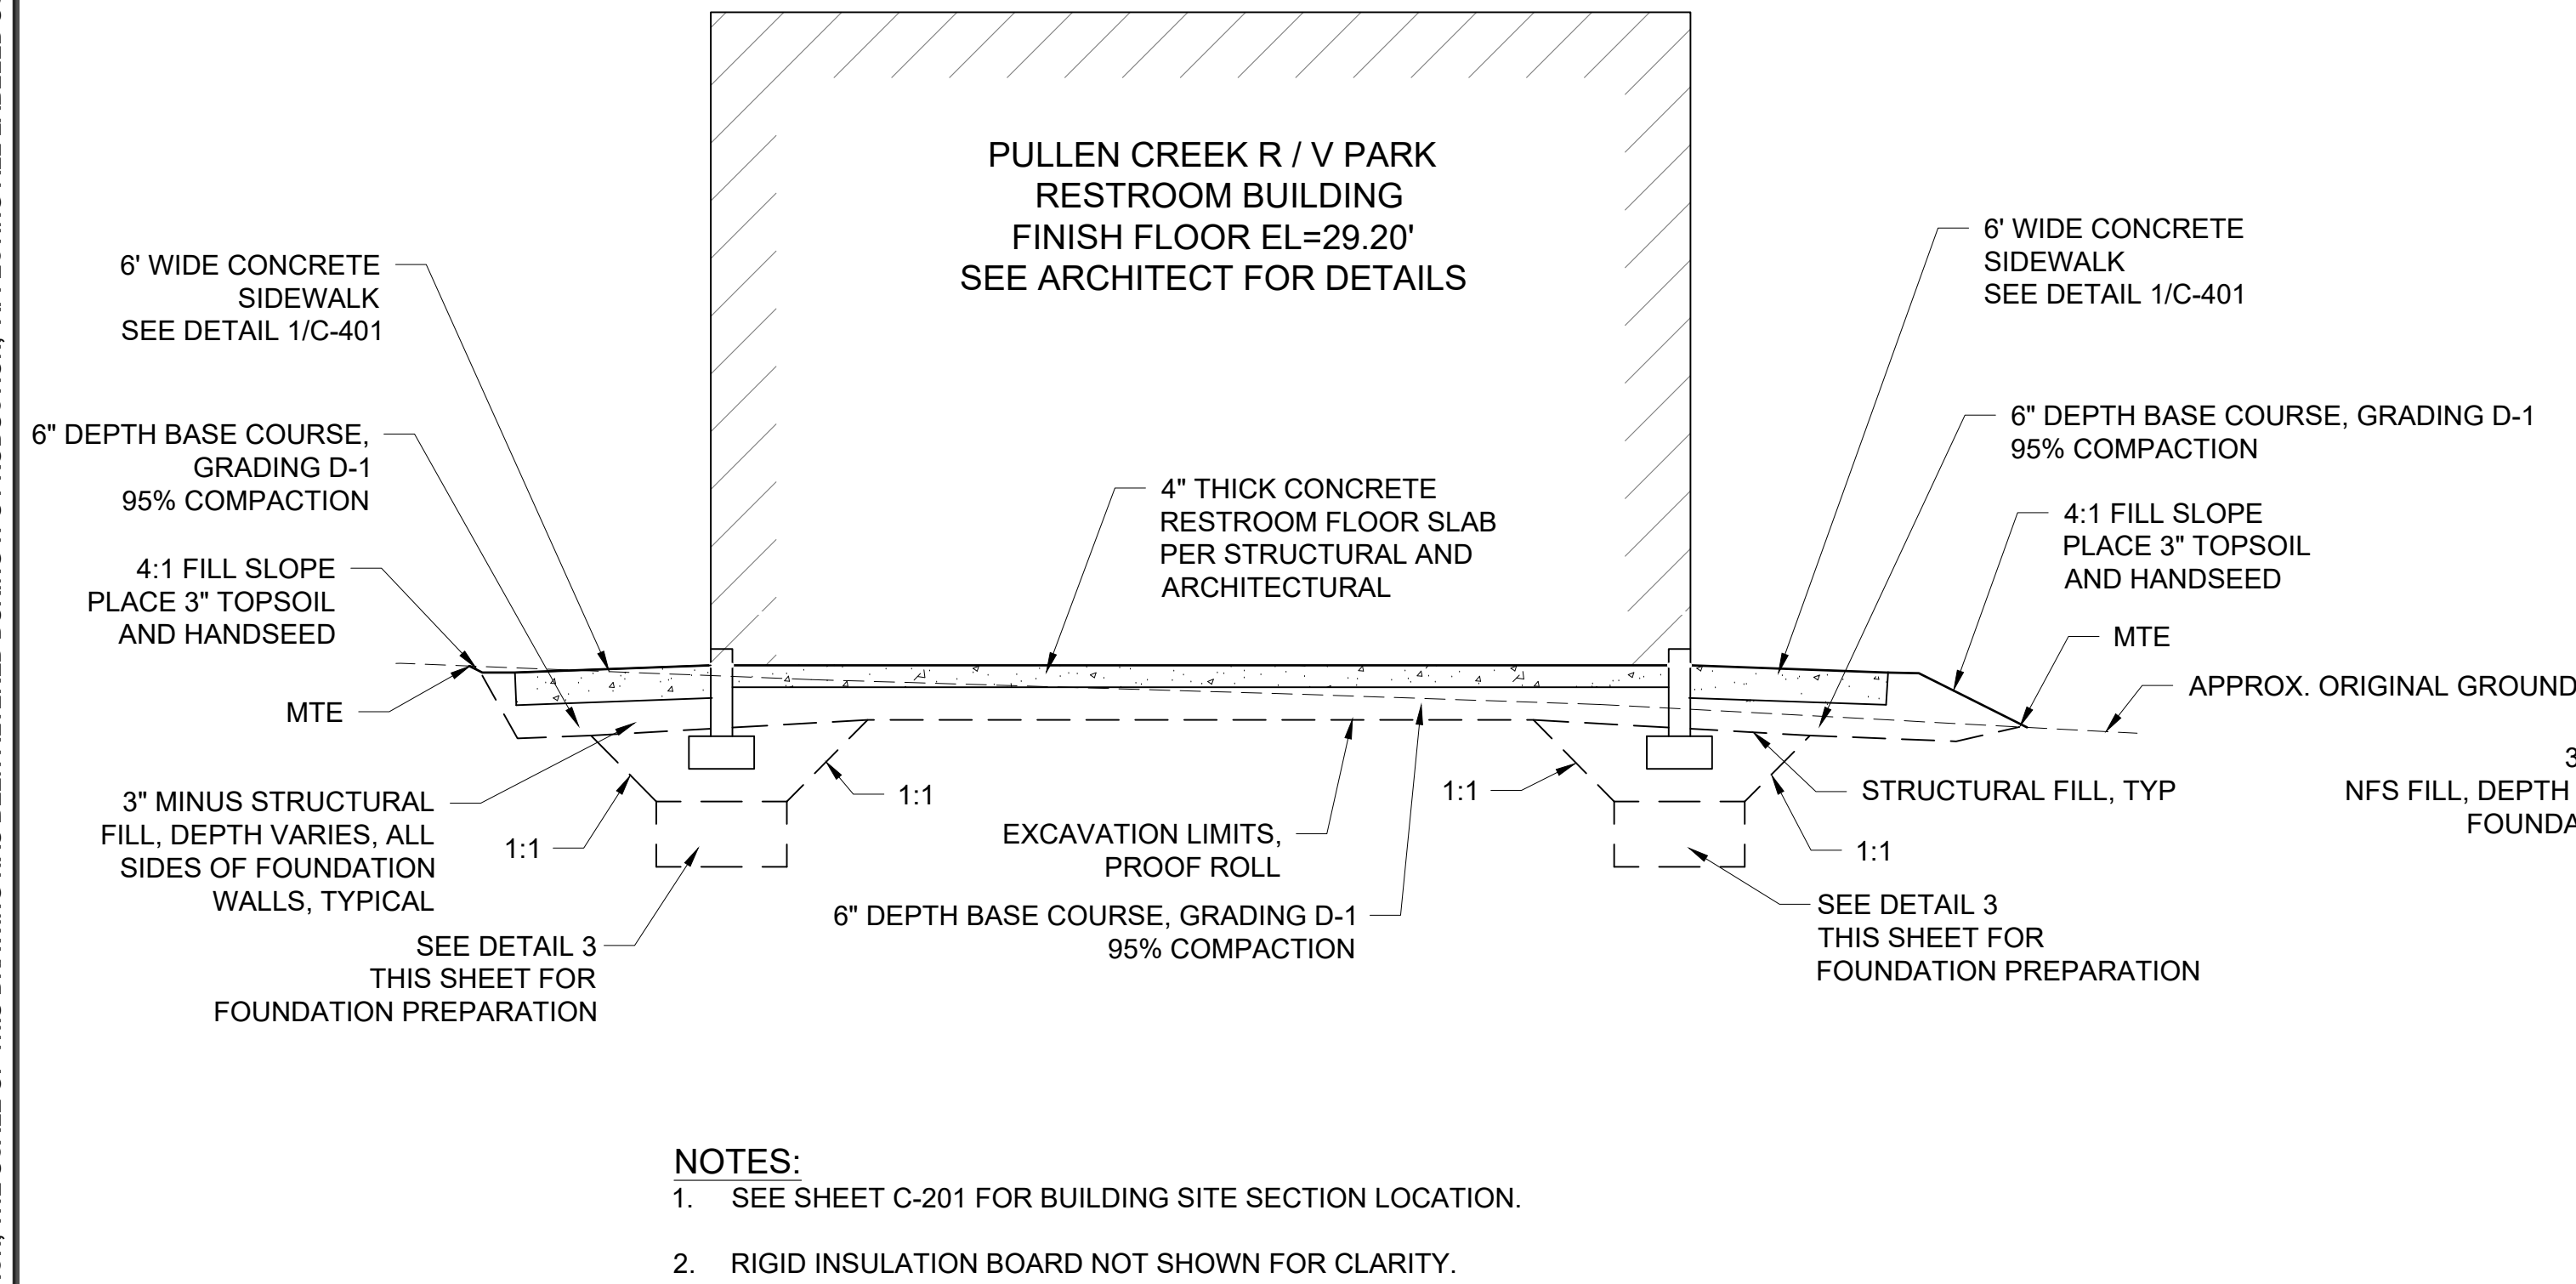 PULLEN CREEK R / V PARK
RESTROOM BUILDING
FINISH FLOOR EL=29.20'
SEE ARCHITECT FOR DETAILS
6' WIDE CONCRETE
SIDEWALK
SEE DETAIL 1/C-401
6" DEPTH BASE COURSE,
GRADING D-1
95% COMPACTION
4:1 FILL SLOPE
PLACE 3" TOPSOIL
AND HANDSEED
MTE
3" MINUS STRUCTURAL
FILL, DEPTH VARIES, ALL
SIDES OF FOUNDATION
WALLS, TYPICAL
1:1
SEE DETAIL 3
THIS SHEET FOR
FOUNDATION PREPARATION
4" THICK CONCRETE
RESTROOM FLOOR SLAB
PER STRUCTURAL AND
ARCHITECTURAL
1:1
EXCAVATION LIMITS,
PROOF ROLL
6" DEPTH BASE COURSE, GRADING D-1
95% COMPACTION
1:1
6' WIDE CONCRETE
SIDEWALK
SEE DETAIL 1/C-401
6" DEPTH BASE COURSE, GRADING D-1
95% COMPACTION
4:1 FILL SLOPE
PLACE 3" TOPSOIL
AND HANDSEED
MTE
APPROX. ORIGINAL GROUND
STRUCTURAL FILL, TYP
1:1
SEE DETAIL 3
THIS SHEET FOR
FOUNDATION PREPARATION
3
NFS FILL, DEPTH
NOTES:
1. SEE SHEET C-201 FOR BUILDING SITE SECTION LOCATION.
2. RIGID INSULATION BOARD NOT SHOWN FOR CLARITY.